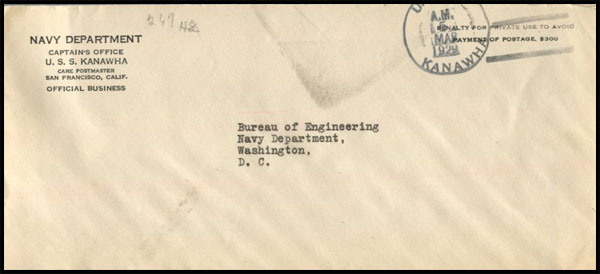 NAVY DEPARTMENT
CAPTAIN'S OFFICE
U. S. S. KANAWHA
CARE POSTMASTER
SAN FRANCISCO, CALIF.
OFFICIAL BUSINESS
A.M.
MAR
1929
KANAWHA
PENALTY FOR PRIVATE USE TO AVOID
PAYMENT OF POSTAGE, $300
Bureau of Engineering
Navy Department,
Washington,
D. C.